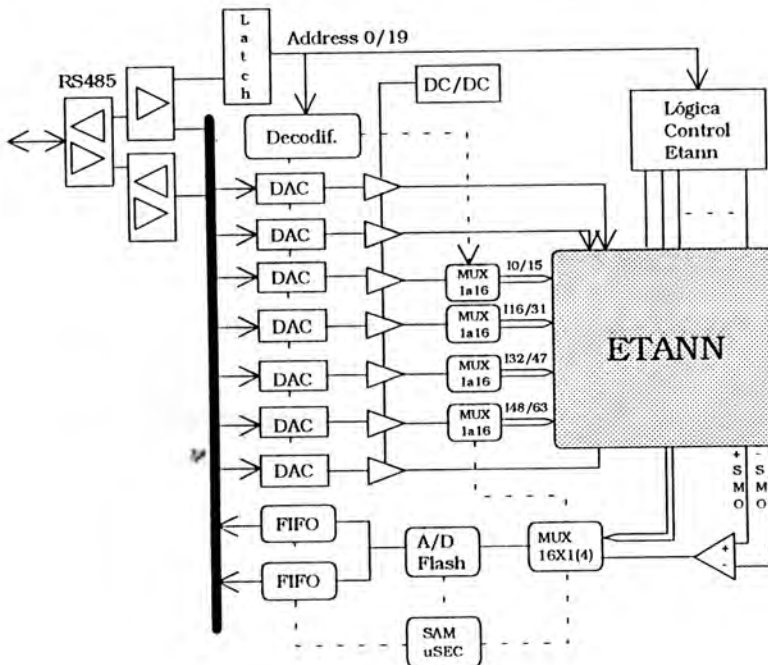 L
a
t
c
h
Address 0/19
RS485
DC/DC
Decodif.
Lógica
Control
Etann
DAC
DAC
DAC
MUX
1a16
I0/15
DAC
MUX
1a16
I16/31
DAC
MUX
1a16
I32/47
DAC
MUX
1a16
I48/63
DAC
ETANN
+
S
M
O
-
S
M
O
FIFO
FIFO
A/D
Flash
MUX
16X1(4)
+
-
SAM
uSEC